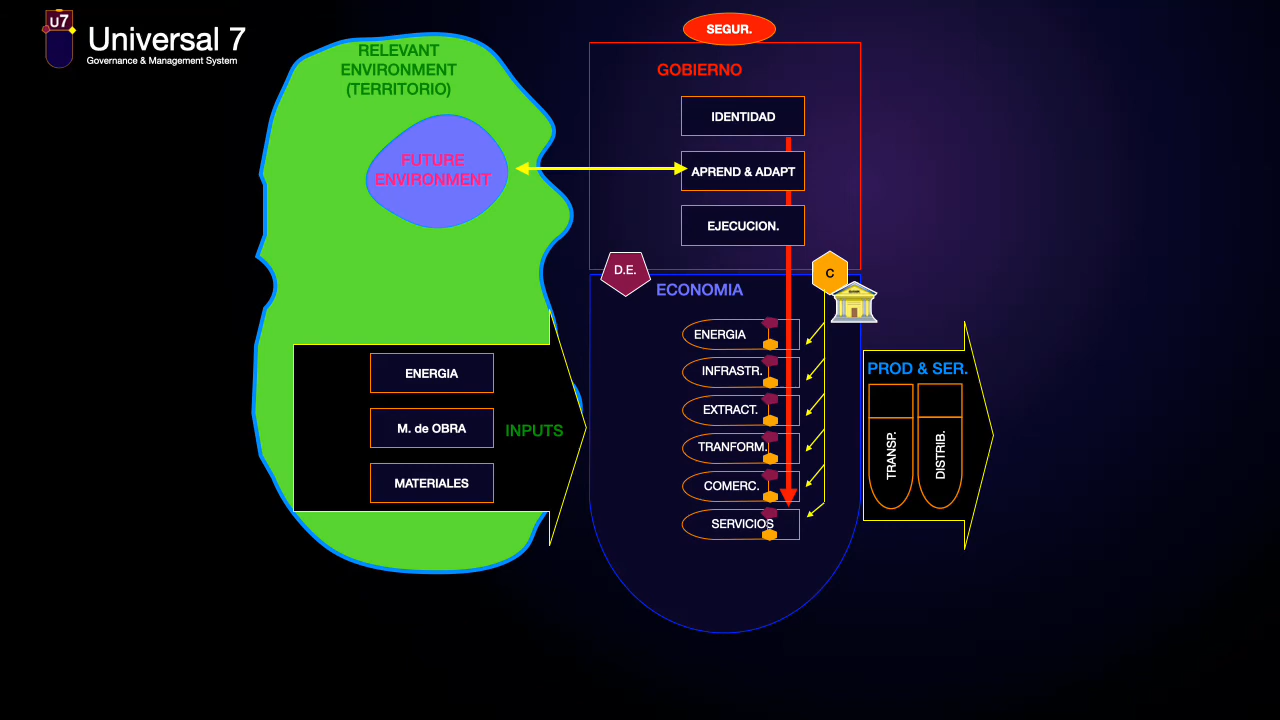 U7
Universal 7
Governance & Management System
RELEVANT
ENVIRONMENT
(TERRITORIO)
FUTURE
ENVIRONMENT
SEGUR.
GOBIERNO
IDENTIDAD
APREND & ADAPT
EJECUCION.
D.E.
C
ECONOMIA
ENERGIA
INFRASTR.
EXTRACT.
TRANFORM.
COMERC.
SERVICIOS
ENERGIA
M. de OBRA
MATERIALES
INPUTS
PROD & SER.
TRANSP.
DISTRIB.